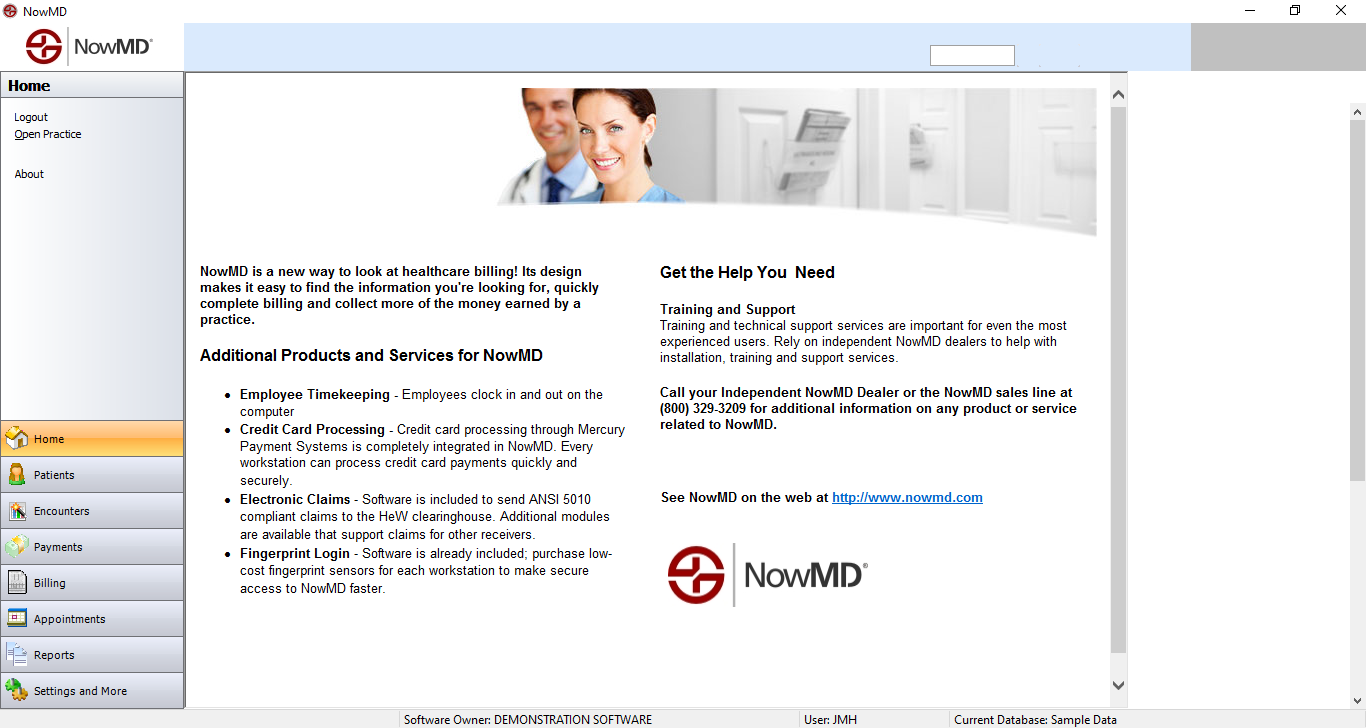 NowMD
NowMD®
Home
Logout
Open Practice
About
NowMD is a new way to look at healthcare billing! Its design
makes it easy to find the information you're looking for, quickly
complete billing and collect more of the money earned by a
practice.
Additional Products and Services for NowMD
• Employee Timekeeping - Employees clock in and out on the
computer
• Credit Card Processing - Credit card processing through Mercury
Payment Systems is completely integrated in NowMD. Every
workstation can process credit card payments quickly and
securely.
• Electronic Claims - Software is included to send ANSI 5010
compliant claims to the HeW clearinghouse. Additional modules
are available that support claims for other receivers.
• Fingerprint Login - Software is already included; purchase low-
cost fingerprint sensors for each workstation to make secure
access to NowMD faster.
Get the Help You Need
Training and Support
Training and technical support services are important for even the most
experienced users. Rely on independent NowMD dealers to help with
installation, training and support services.
Call your Independent NowMD Dealer or the NowMD sales line at
(800) 329-3209 for additional information on any product or service
related to NowMD.
See NowMD on the web at http://www.nowmd.com
NowMD®
Home
Patients
Encounters
Payments
Billing
Appointments
Reports
Settings and More
Software Owner: DEMONSTRATION SOFTWARE
User: JMH
Current Database: Sample Data